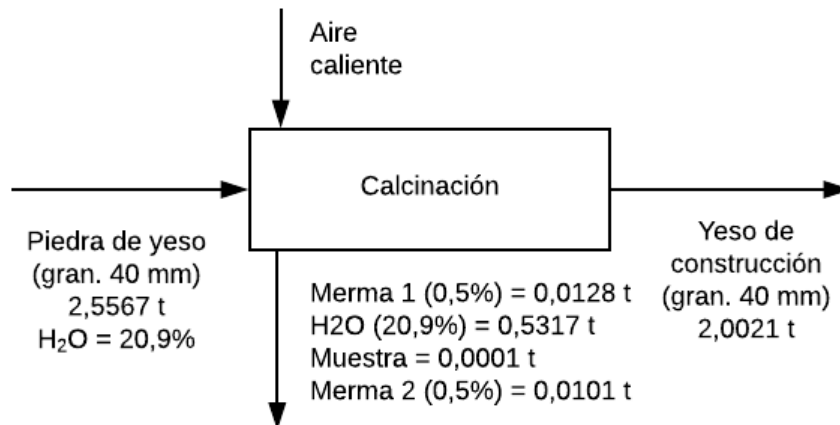 Aire
caliente
Calcinación
Piedra de yeso
(gran. 40 mm)
2,5567 t
H₂O = 20,9%
Merma 1 (0,5%) = 0,0128 t
H2O (20,9%) = 0,5317 t
Muestra = 0,0001 t
Merma 2 (0,5%) = 0,0101 t
Yeso de
construcción
(gran. 40 mm)
2,0021 t